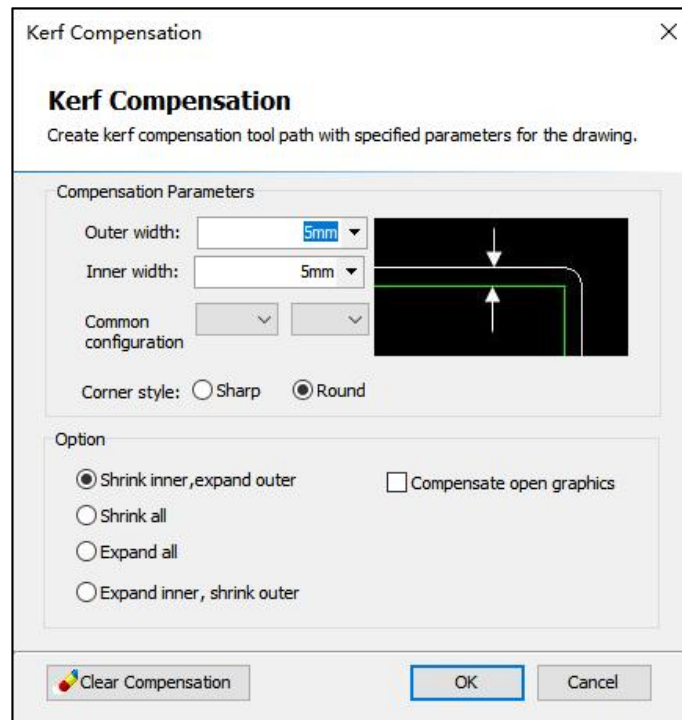 Kerf Compensation
Kerf Compensation
Create kerf compensation tool path with specified parameters for the drawing.
Compensation Parameters
Outer width: 5mm
Inner width: 5mm
Common
configuration
Corner style: Sharp Round
Option
Shrink inner,expand outer Compensate open graphics
Shrink all
Expand all
Expand inner, shrink outer
Clear Compensation OK Cancel